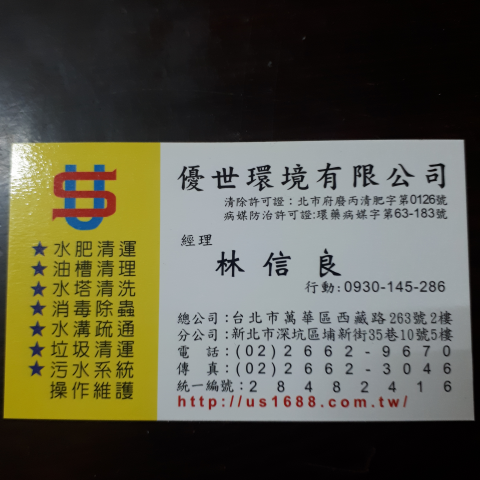 US
★水肥清運
★油槽清理
★水塔清洗
★消毒除蟲
★水溝疏通
★垃圾清運
★污水系統
操作維護
優世環境有限公司
清除許可證：北市府廢丙清肥字第0126號
病媒防治許可證:環藥病媒字第63-183號
經理
林信良
行動:0930-145-286
總公司:台北市萬華區西藏路263號2樓
分公司:新北市深坑區埔新街35巷10號5樓
電話:(02)2662-9670
傳真:(02)2662-3046
統一編號:28482416
http://us1688.com.tw/